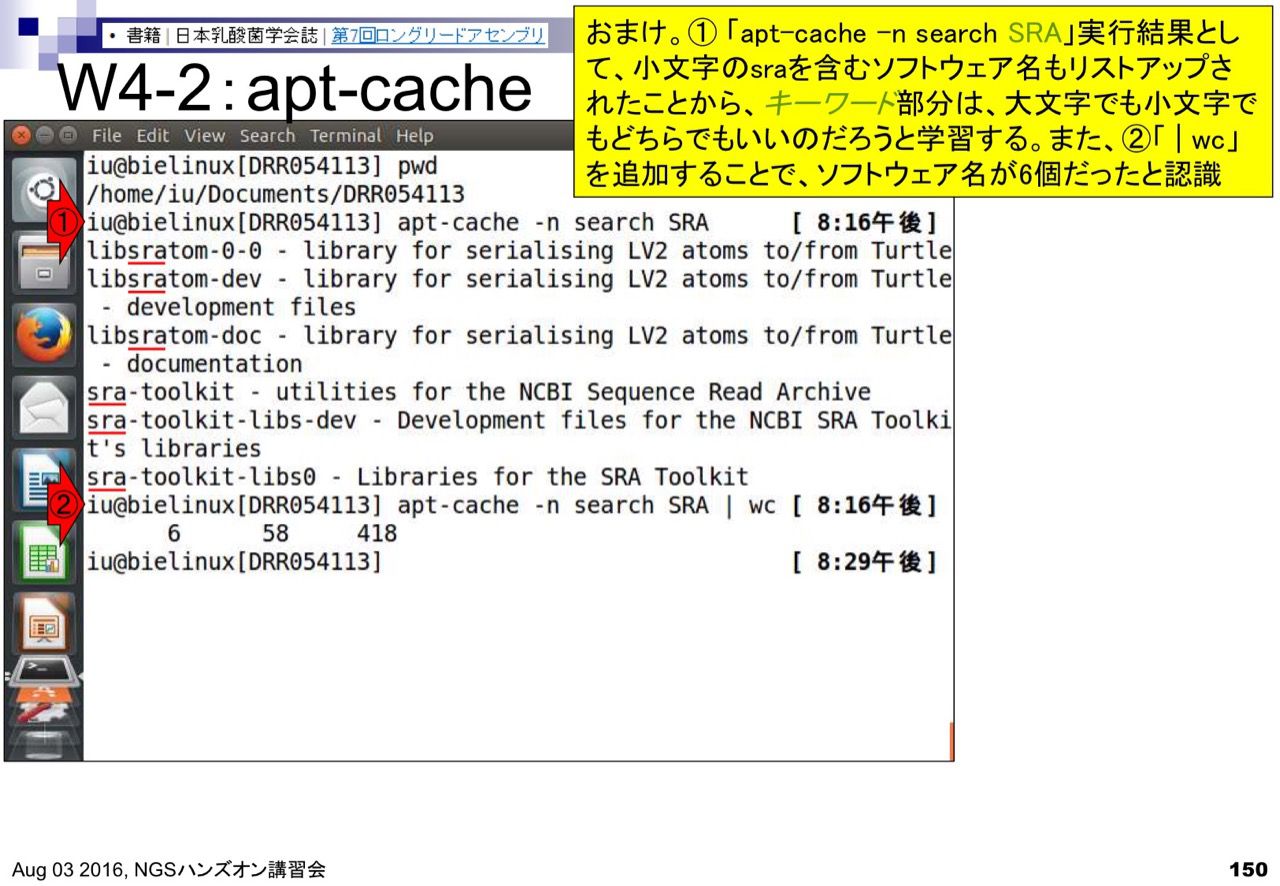 • 書籍 | 日本乳酸菌学会誌 | 第7回ロングリードアセンブリ
W4-2：apt-cache
おまけ。①「apt-cache -n search SRA」実行結果とし
て、小文字のsraを含むソフトウェア名もリストアップさ
れたことから、キーワード部分は、大文字でも小文字で
もどちらでもいいのだろうと学習する。また、②「 | wc」
を追加することで、ソフトウェア名が6個だったと認識
File Edit View Search Terminal Help
iu@bielinux[DRR054113] pwd
/home/iu/Documents/DRR054113
① iu@bielinux[DRR054113] apt-cache -n search SRA [ 8:16午後]
libsratom-0-0 - library for serialising LV2 atoms to/from Turtle
libsratom-dev - library for serialising LV2 atoms to/from Turtle
- development files
libsratom-doc - library for serialising LV2 atoms to/from Turtle
- documentation
sra-toolkit - utilities for the NCBI Sequence Read Archive
sra-toolkit-libs-dev - Development files for the NCBI SRA Toolki
t's libraries
sra-toolkit-libs0 - Libraries for the SRA Toolkit
② iu@bielinux[DRR054113] apt-cache -n search SRA | wc [ 8:16午後]
6 58 418
iu@bielinux[DRR054113] [ 8:29午後]
Aug 03 2016, NGSハンズオン講習会
150